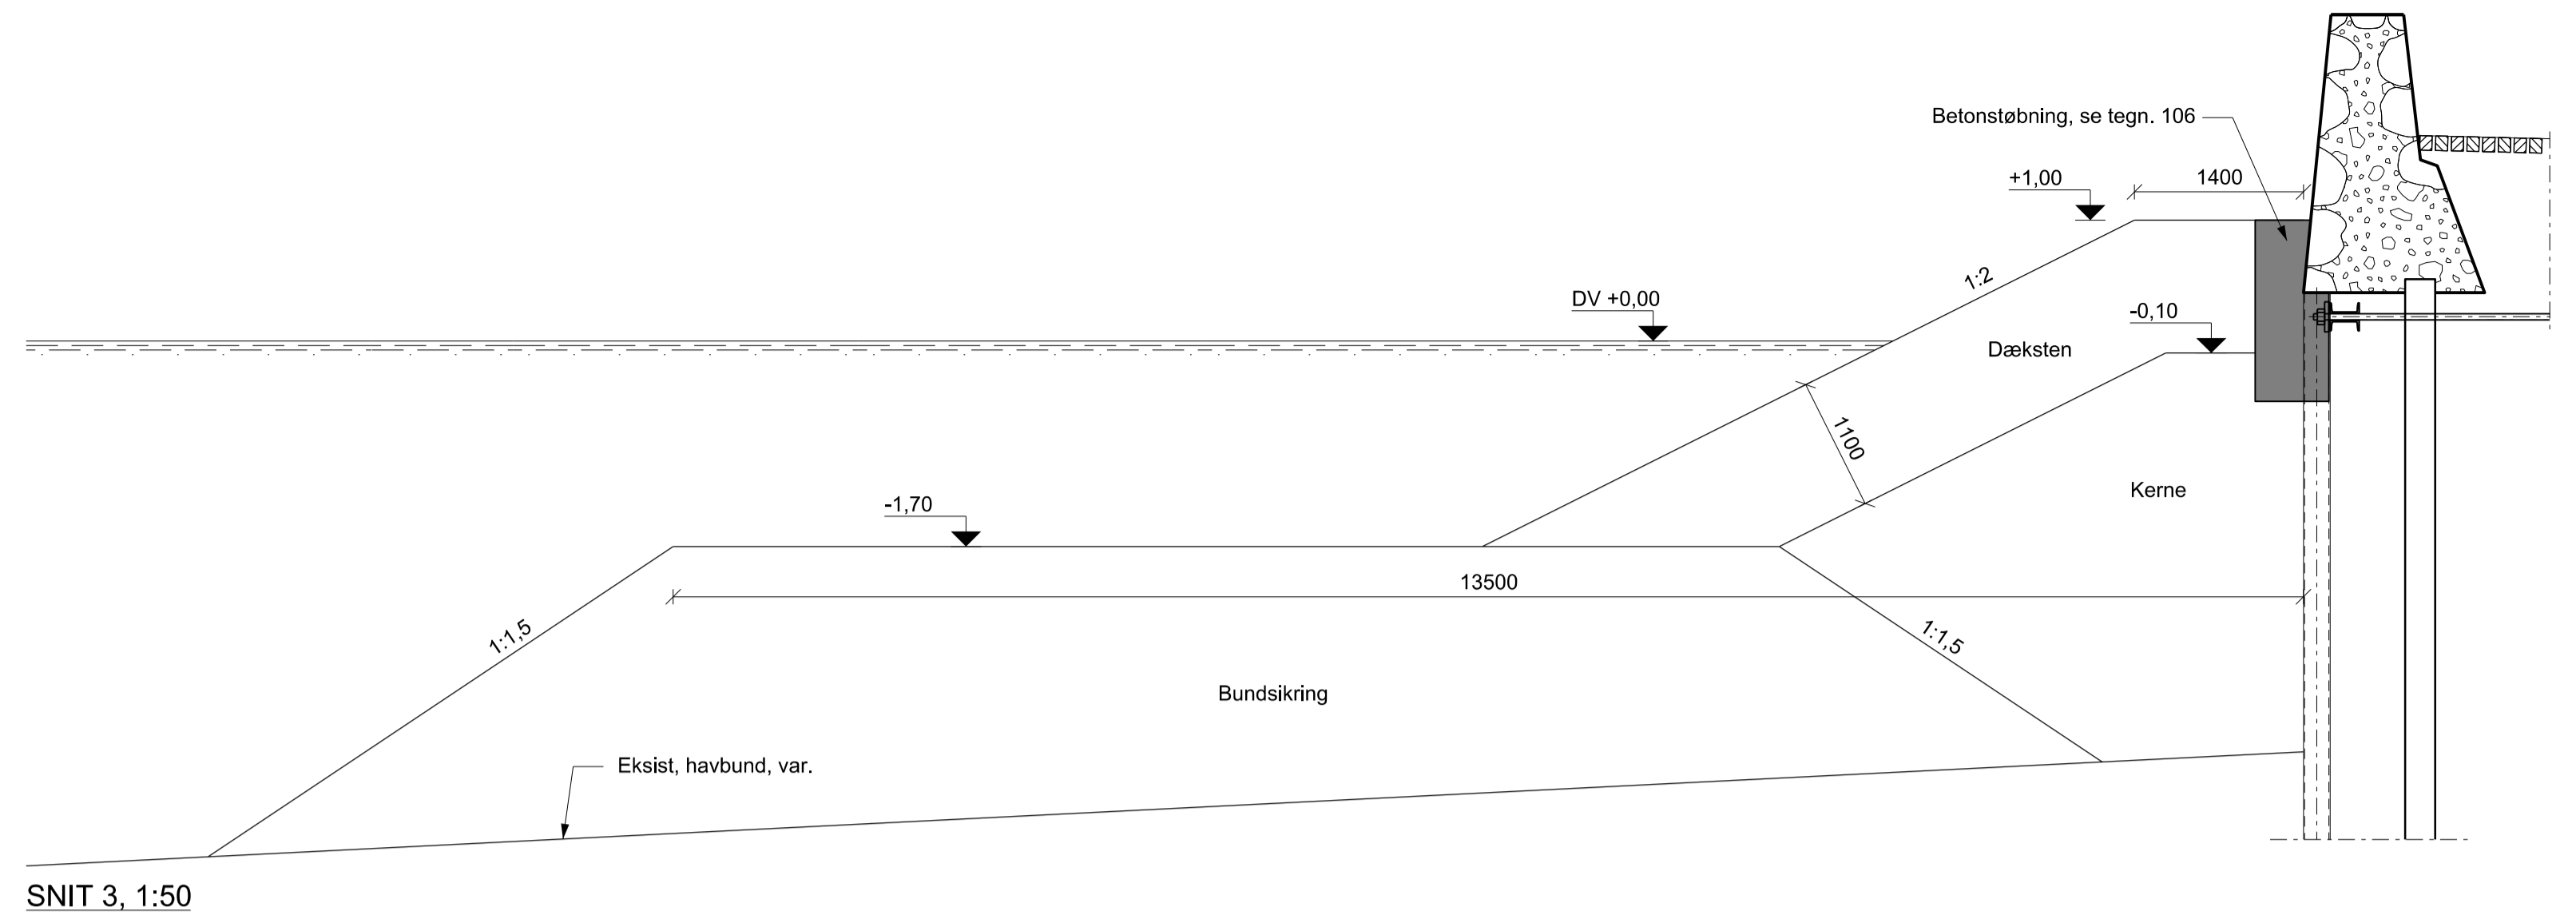 Betonstøbning, se tegn. 106
+1,00
1400
1:2
DV +0,00
-0,10
Dæksten
1100
Kerne
-1,70
13500
1:1,5
1:1,5
Bundsikring
Eksist, havbund, var.
SNIT 3, 1:50